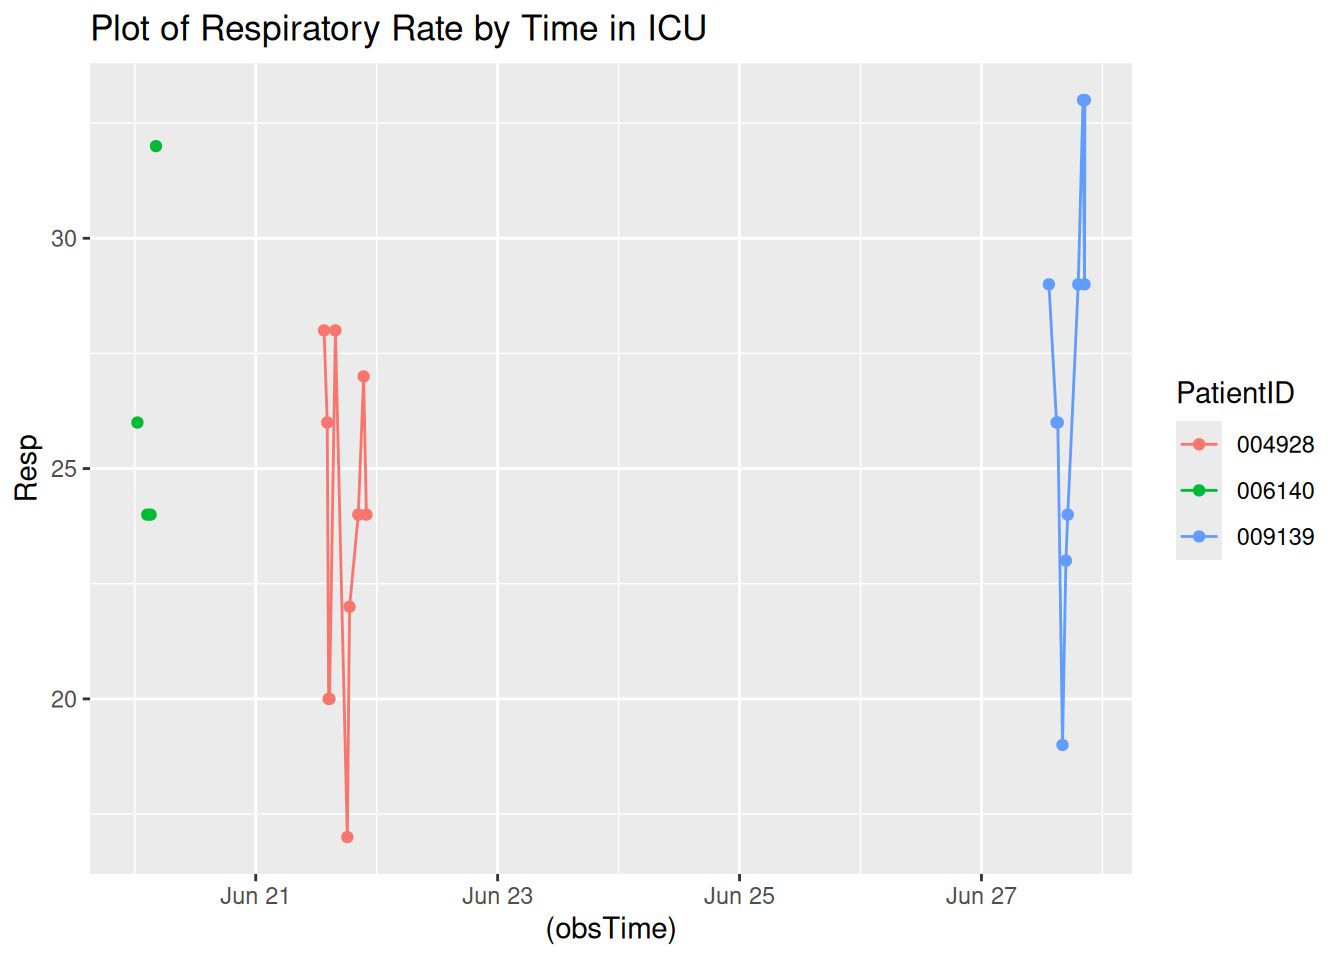 Plot of Respiratory Rate by Time in ICU
Resp
30
25
20
Jun 21 Jun 23 Jun 25 Jun 27
(obsTime)
PatientID
004928
006140
009139